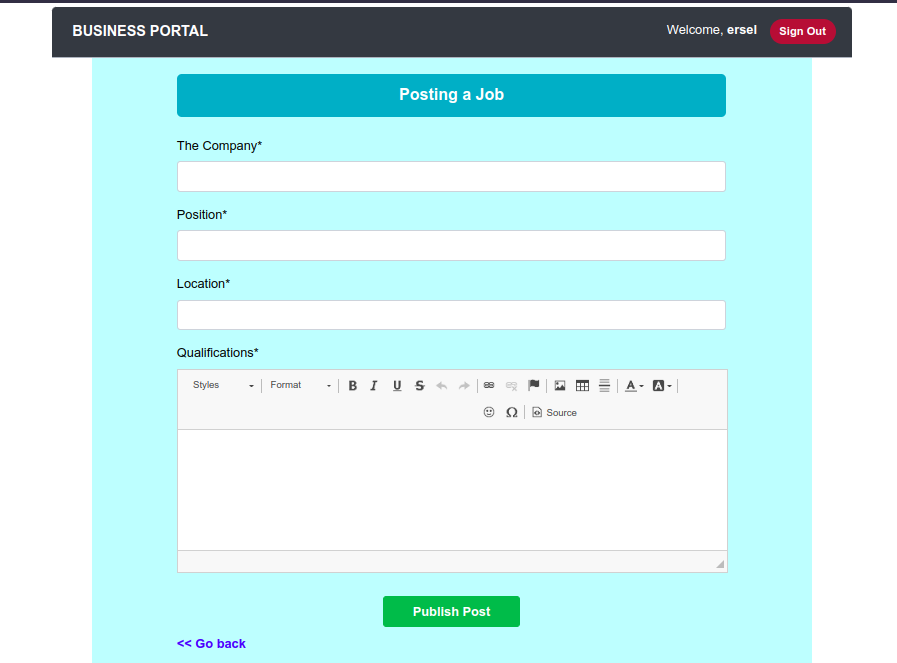 BUSINESS PORTAL
Welcome, ersel Sign Out
Posting a Job
The Company*
Position*
Location*
Qualifications*
Styles Format B I U S A A
Ω Source
Publish Post
<< Go back